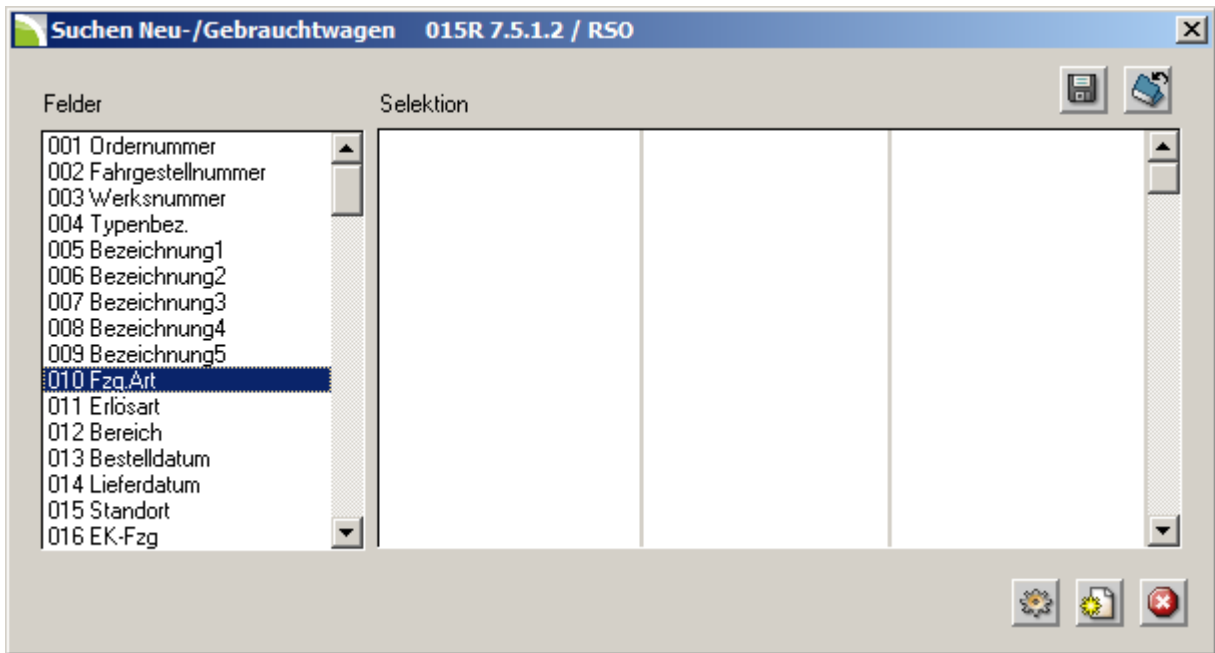 Suchen Neu-/Gebrauchtwagen 015R 7.5.1.2 / RSO
Felder
Selektion
001 Ordernummer
002 Fahrgestellnummer
003 Werksnummer
004 Typenbez.
005 Bezeichnung1
006 Bezeichnung2
007 Bezeichnung3
008 Bezeichnung4
009 Bezeichnung5
010 Fzg.Art
011 Erlösart
012 Bereich
013 Bestelldatum
014 Lieferdatum
015 Standort
016 EK-Fzg